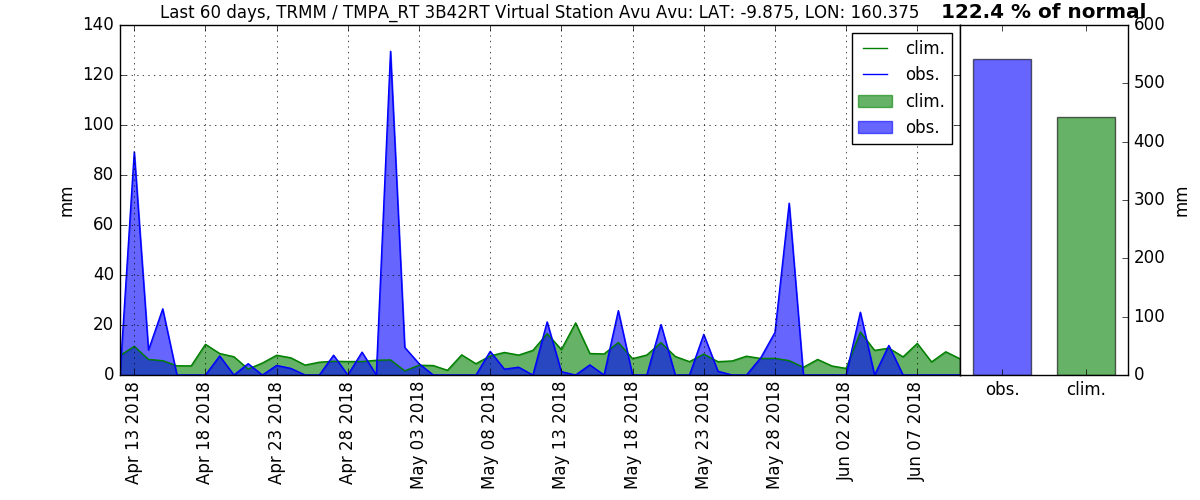 Last 60 days, TRMM / TMPA_RT 3B42RT Virtual Station Avu Avu: LAT: -9.875, LON: 160.375
122.4 % of normal
140
120
100
80
60
40
20
0
mm
clim.
obs.
clim.
obs.
600
500
400
300
200
100
0
mm
Apr 13 2018
Apr 18 2018
Apr 23 2018
Apr 28 2018
May 03 2018
May 08 2018
May 13 2018
May 18 2018
May 23 2018
May 28 2018
Jun 02 2018
Jun 07 2018
obs.
clim.